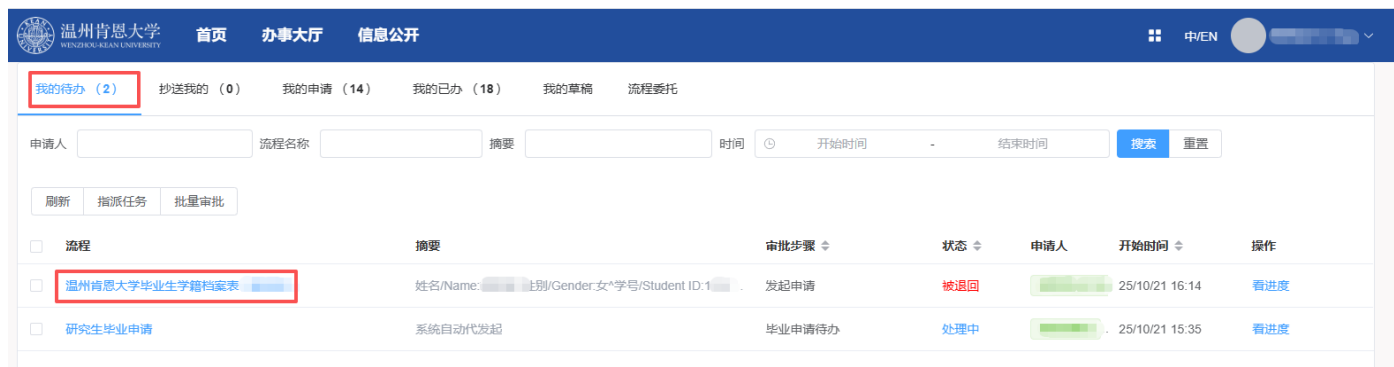 温州肯恩大学 首页 办事大厅 信息公开 中/EN
WENZHOU-KEAN UNIVERSITY
我的待办 （2） 抄送我的 （0） 我的申请 （14） 我的已办 （18） 我的草稿 流程委托
申请人 流程名称 摘要 时间 开始时间 - 结束时间 搜索 重置
刷新 指派任务 批量审批
流程 摘要 审批步骤 状态 申请人 开始时间 操作
温州肯恩大学毕业生学籍档案表 姓名/Name: 性别/Gender:女^学号/Student ID:1 . 发起申请 被退回 25/10/21 16:14 看进度
研究生毕业申请 系统自动代发起 毕业申请待办 处理中 . 25/10/21 15:35 看进度